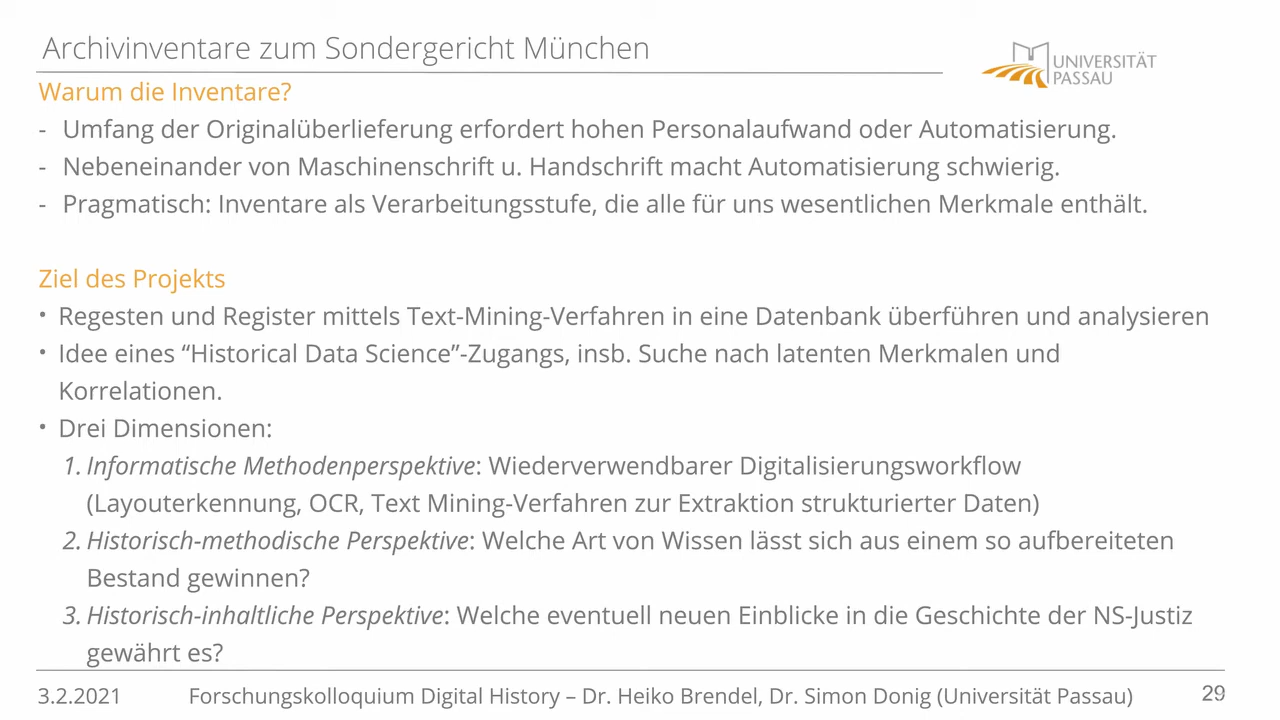 Archivinventare zum Sondergericht München
UNIVERSITÄT
PASSAU
Warum die Inventare?
- Umfang der Originalüberlieferung erfordert hohen Personalaufwand oder Automatisierung.
- Nebeneinander von Maschinenschrift u. Handschrift macht Automatisierung schwierig.
- Pragmatisch: Inventare als Verarbeitungsstufe, die alle für uns wesentlichen Merkmale enthält.
Ziel des Projekts
• Regesten und Register mittels Text-Mining-Verfahren in eine Datenbank überführen und analysieren
• Idee eines “Historical Data Science”-Zugangs, insb. Suche nach latenten Merkmalen und
Korrelationen.
• Drei Dimensionen:
1. Informatische Methodenperspektive: Wiederverwendbarer Digitalisierungsworkflow
(Layouterkennung, OCR, Text Mining-Verfahren zur Extraktion strukturierter Daten)
2. Historisch-methodische Perspektive: Welche Art von Wissen lässt sich aus einem so aufbereiteten
Bestand gewinnen?
3. Historisch-inhaltliche Perspektive: Welche eventuell neuen Einblicke in die Geschichte der NS-Justiz
gewährt es?
3.2.2021 Forschungskolloquium Digital History – Dr. Heiko Brendel, Dr. Simon Donig (Universität Passau) 29